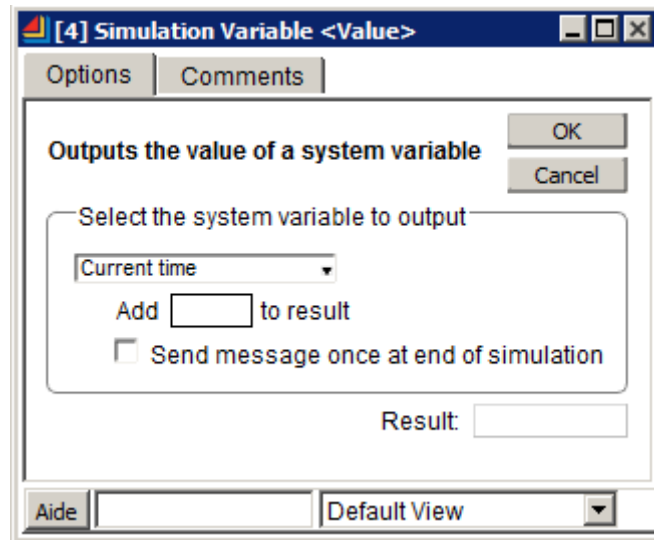 [4] Simulation Variable <Value>
Options Comments
OK
Outputs the value of a system variable
Cancel
Select the system variable to output
Current time
Add to result
Send message once at end of simulation
Result:
Aide Default View